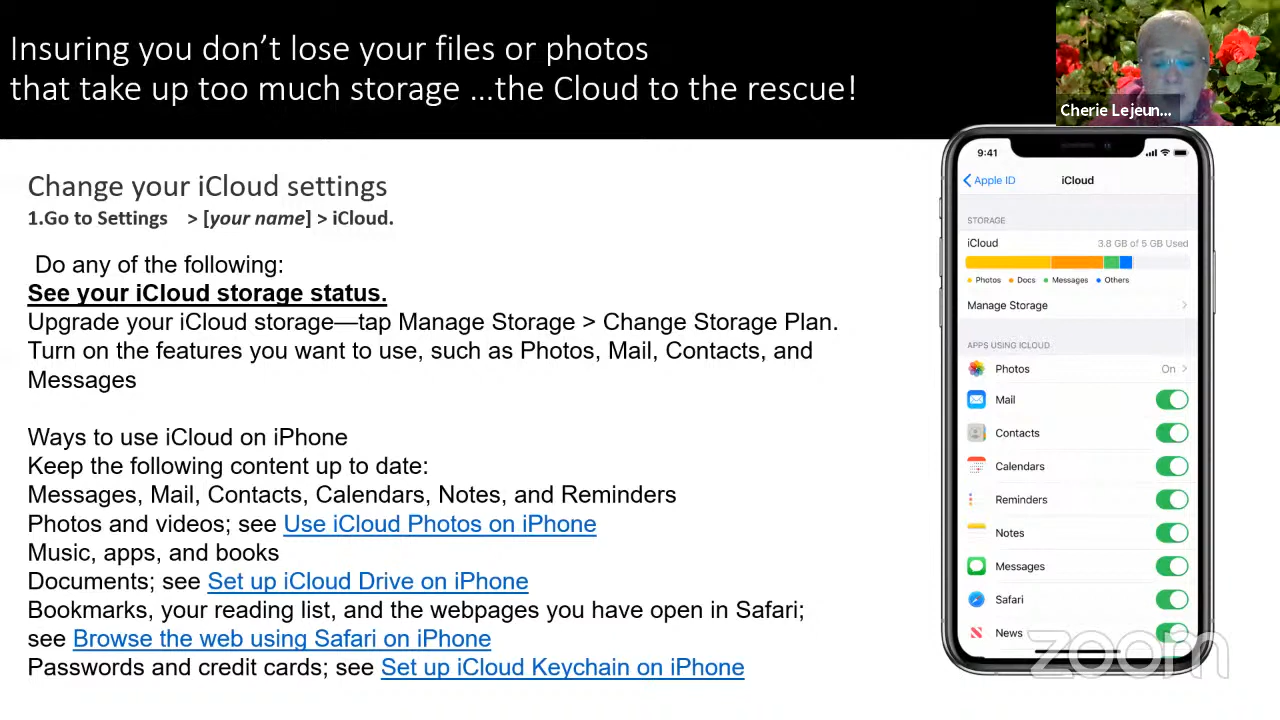 Insuring you don’t lose your files or photos
that take up too much storage ...the Cloud to the rescue!
Cherie Lejeun...
Change your iCloud settings
1.Go to Settings > [your name] > iCloud.
Do any of the following:
See your iCloud storage status.
Upgrade your iCloud storage—tap Manage Storage > Change Storage Plan.
Turn on the features you want to use, such as Photos, Mail, Contacts, and
Messages
Ways to use iCloud on iPhone
Keep the following content up to date:
Messages, Mail, Contacts, Calendars, Notes, and Reminders
Photos and videos; see Use iCloud Photos on iPhone
Music, apps, and books
Documents; see Set up iCloud Drive on iPhone
Bookmarks, your reading list, and the webpages you have open in Safari;
see Browse the web using Safari on iPhone
Passwords and credit cards; see Set up iCloud Keychain on iPhone
9:41
Apple ID iCloud
STORAGE
iCloud 3.8 GB of 5 GB Used
Photos Docs Messages Others
Manage Storage
APPS USING ICLOUD
Photos On
Mail
Contacts
Calendars
Reminders
Notes
Messages
Safari
News
zoom